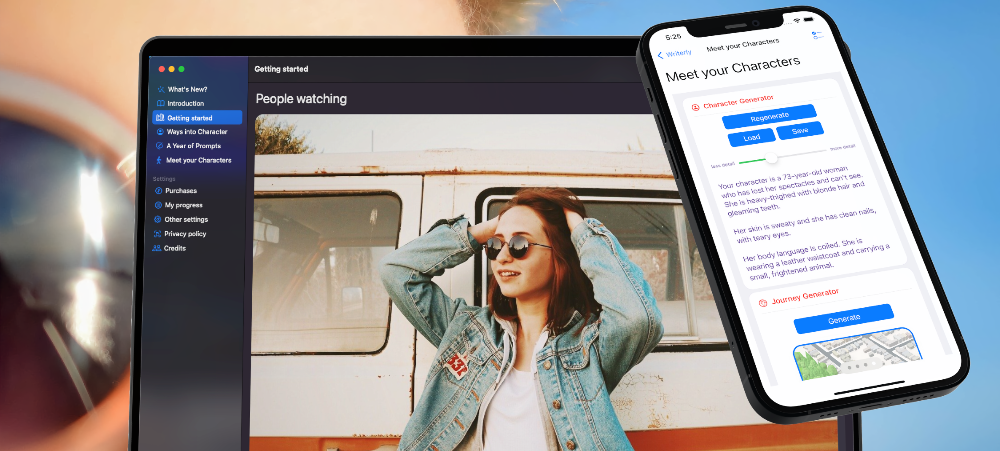 Getting started
What's New?
Introduction
Getting started
Ways into Character
A Year of Prompts
Meet your Characters
Settings
Purchases
My progress
Other settings
Privacy policy
Credits
People watching
5:26
Writerly
Meet your Characters
Meet your Characters
Character Generator
Regenerate
Load
Save
less detail
more detail
Your character is a 73-year-old woman
who has lost her spectacles and can't see.
She is heavy-thighed with blonde hair and
gleaming teeth.
Her skin is sweaty and she has clean nails,
with teary eyes.
Her body language is coiled. She is
wearing a leather waistcoat and carrying a
small, frightened animal.
Journey Generator
Generate